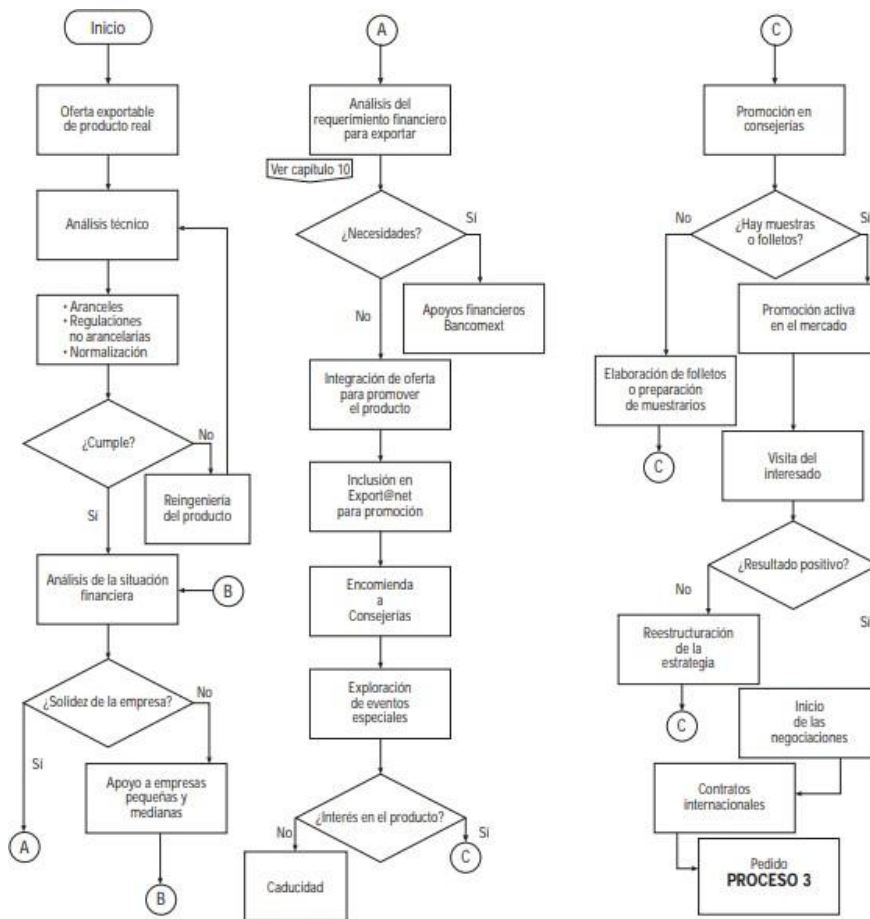 Inicio
Oferta exportable
de producto real
Análisis técnico
• Aranceles
• Regulaciones
no arancelarias
• Normalización
¿Cumple?
No
Reingeniería
del producto
Sí
Análisis de la situación
financiera
B
¿Solidez de la empresa?
No
Sí
Apoyo a empresas
pequeñas y
medianas
A
B
A
Análisis del
requerimiento financiero
para exportar
Ver capítulo 10
¿Necesidades?
Sí
Apoyos financieros
Bancomext
No
Integración de oferta
para promover
el producto
Inclusión en
Export@net
para promoción
Encomienda
a
Consejerías
Exploración
de eventos
especiales
¿Interés en el producto?
No
Sí
C
Caducidad
C
Promoción en
consejerías
No
Sí
¿Hay muestras
o folletos?
Promoción activa
en el mercado
Elaboración de folletos
o preparación
de muestrarios
C
Visita del
interesado
¿Resultado positivo?
No
Sí
Reestructuración
de la
estrategia
C
Inicio
de las
negociaciones
Contratos
internacionales
Pedido
PROCESO 3